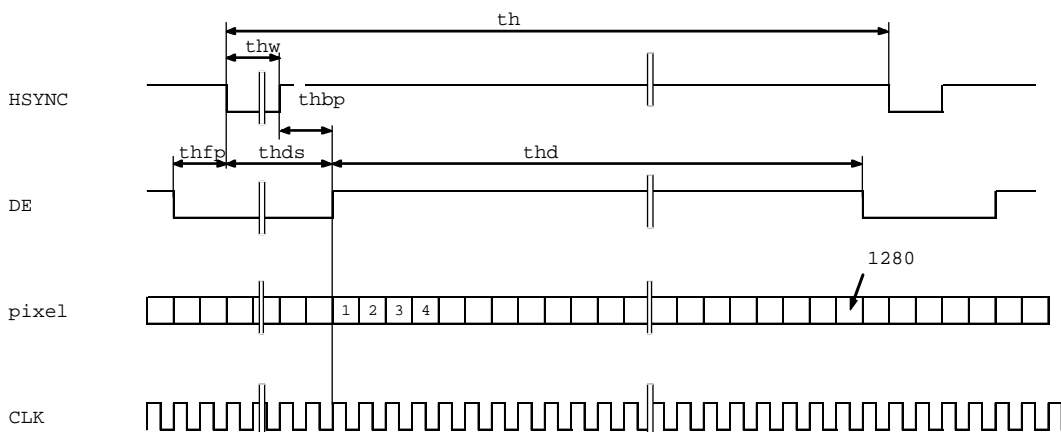 th
thw
HSYNC
thbp
thfp thds thd
DE
1280
pixel 1 2 3 4
CLK